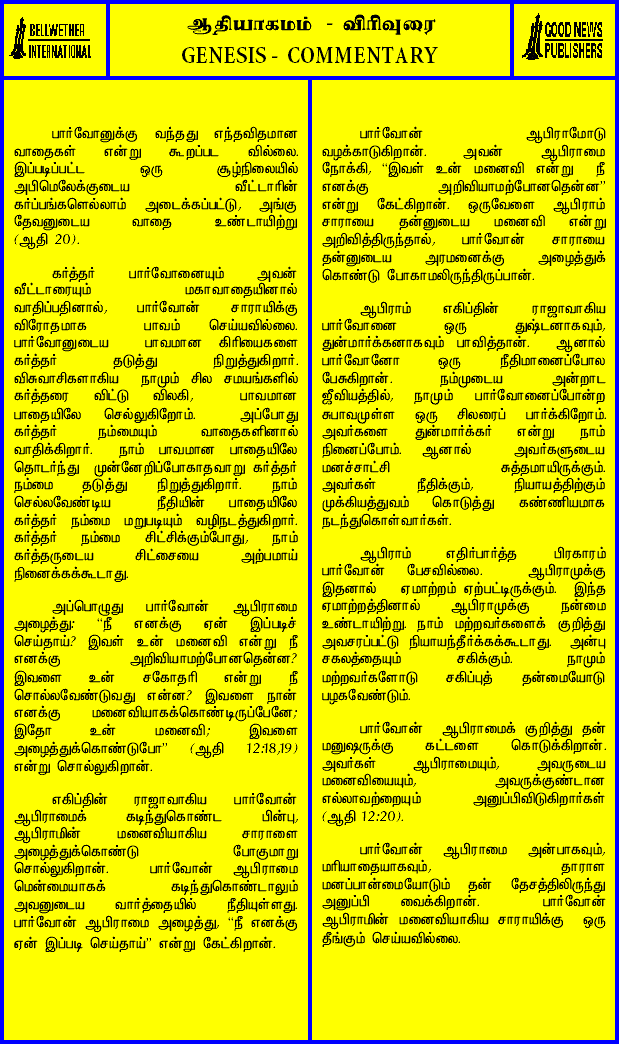 BELLWETHER
INTERNATIONAL
ஆதியாகமம் - விரிவுரை
GENESIS - COMMENTARY
GOOD NEWS
PUBLISHERS
பார்வோனுக்கு வந்தது எந்தவிதமான
வாதைகள் என்று கூறப்பட வில்லை.
இப்படிப்பட்ட ஒரு சூழ்நிலையில்
அபிமெலேக்குடைய வீட்டாரின்
கர்ப்பங்களெல்லாம் அடைக்கப்பட்டு, அங்கு
தேவனுடைய வாதை உண்டாயிற்று
(ஆதி 20).
கர்த்தர் பார்வோனையும் அவன்
வீட்டாரையும் மகாவாதையினால்
வாதிப்பதினால், பார்வோன் சாராயிக்கு
விரோதமாக பாவம் செய்யவில்லை.
பார்வோனுடைய பாவமான கிரியைகளை
கர்த்தர் தடுத்து நிறுத்துகிறார்.
விசுவாசிகளாகிய நாமும் சில சமயங்களில்
கர்த்தரை விட்டு விலகி, பாவமான
பாதையிலே செல்லுகிறோம். அப்போது
கர்த்தர் நம்மையும் வாதைகளினால்
வாதிக்கிறார். நாம் பாவமான பாதையிலே
தொடர்ந்து முன்னேறிப்போகாதவாறு கர்த்தர்
நம்மை தடுத்து நிறுத்துகிறார். நாம்
செல்லவேண்டிய நீதியின் பாதையிலே
கர்த்தர் நம்மை மறுபடியும் வழிநடத்துகிறார்.
கர்த்தர் நம்மை சிட்சிக்கும்போது, நாம்
கர்த்தருடைய சிட்சையை அற்பமாய்
நினைக்கக்கூடாது.
அப்பொழுது பார்வோன் ஆபிராமை
அழைத்து: "நீ எனக்கு ஏன் இப்படிச்
செய்தாய்? இவள் உன் மனைவி என்று நீ
எனக்கு அறிவியாமற்போனதென்ன?
இவளை உன் சகோதரி என்று நீ
சொல்லவேண்டுவது என்ன? இவளை நான்
எனக்கு மனைவியாகக்கொண்டிருப்பேனே;
இதோ உன் மனைவி; இவளை
அழைத்துக்கொண்டுபோ" (ஆதி 12:18,19)
என்று சொல்லுகிறான்.
எகிப்தின் ராஜாவாகிய பார்வோன்
ஆபிராமைக் கடிந்துகொண்ட பின்பு,
ஆபிராமின் மனைவியாகிய சாராளை
அழைத்துக்கொண்டு போகுமாறு
சொல்லுகிறான். பார்வோன் ஆபிராமை
மென்மையாகக் கடிந்துகொண்டாலும்
அவனுடைய வார்த்தையில் நீதியுள்ளது.
பார்வோன் ஆபிராமை அழைத்து, "நீ எனக்கு
ஏன் இப்படி செய்தாய்" என்று கேட்கிறான்.
பார்வோன் ஆபிராமோடு
வழக்காடுகிறான். அவன் ஆபிராமை
நோக்கி, "இவள் உன் மனைவி என்று நீ
எனக்கு அறிவியாமற்போனதென்ன"
என்று கேட்கிறான். ஒருவேளை ஆபிராம்
சாராயை தன்னுடைய மனைவி என்று
அறிவித்திருந்தால், பார்வோன் சாராயை
தன்னுடைய அரமனைக்கு அழைத்துக்
கொண்டு போகாமலிருந்திருப்பான்.
ஆபிராம் எகிப்தின் ராஜாவாகிய
பார்வோனை ஒரு துஷ்டனாகவும்,
துன்மார்க்கனாகவும் பாவித்தான். ஆனால்
பார்வோனோ ஒரு நீதிமானைப்போல
பேசுகிறான். நம்முடைய அன்றாட
ஜீவியத்தில், நாமும் பார்வோனைப்போன்ற
சுபாவமுள்ள ஒரு சிலரைப் பார்க்கிறோம்.
அவர்களை துன்மார்க்கர் என்று நாம்
நினைப்போம். ஆனால் அவர்களுடைய
மனச்சாட்சி சுத்தமாயிருக்கும்.
அவர்கள் நீதிக்கும், நியாயத்திற்கும்
முக்கியத்துவம் கொடுத்து கண்ணியமாக
நடந்துகொள்வார்கள்.
ஆபிராம் எதிர்பார்த்த பிரகாரம்
பார்வோன் பேசவில்லை. ஆபிராமுக்கு
இதனால் ஏமாற்றம் ஏற்பட்டிருக்கும். இந்த
ஏமாற்றத்தினால் ஆபிராமுக்கு நன்மை
உண்டாயிற்று. நாம் மற்றவர்களைக் குறித்து
அவசரப்பட்டு நியாயந்தீர்க்கக்கூடாது. அன்பு
சகலத்தையும் சகிக்கும். நாமும்
மற்றவர்களோடு சகிப்புத் தன்மையோடு
பழகவேண்டும்.
பார்வோன் ஆபிராமைக் குறித்து தன்
மனுஷருக்கு கட்டளை கொடுக்கிறான்.
அவர்கள் ஆபிராமையும், அவருடைய
மனைவியையும், அவருக்குண்டான
எல்லாவற்றையும் அனுப்பிவிடுகிறார்கள்
(ஆதி 12:20).
பார்வோன் ஆபிராமை அன்பாகவும்,
மரியாதையாகவும், தாராள
மனப்பான்மையோடும் தன் தேசத்திலிருந்து
அனுப்பி வைக்கிறான். பார்வோன்
ஆபிராமின் மனைவியாகிய சாராயிக்கு ஒரு
தீங்கும் செய்யவில்லை.